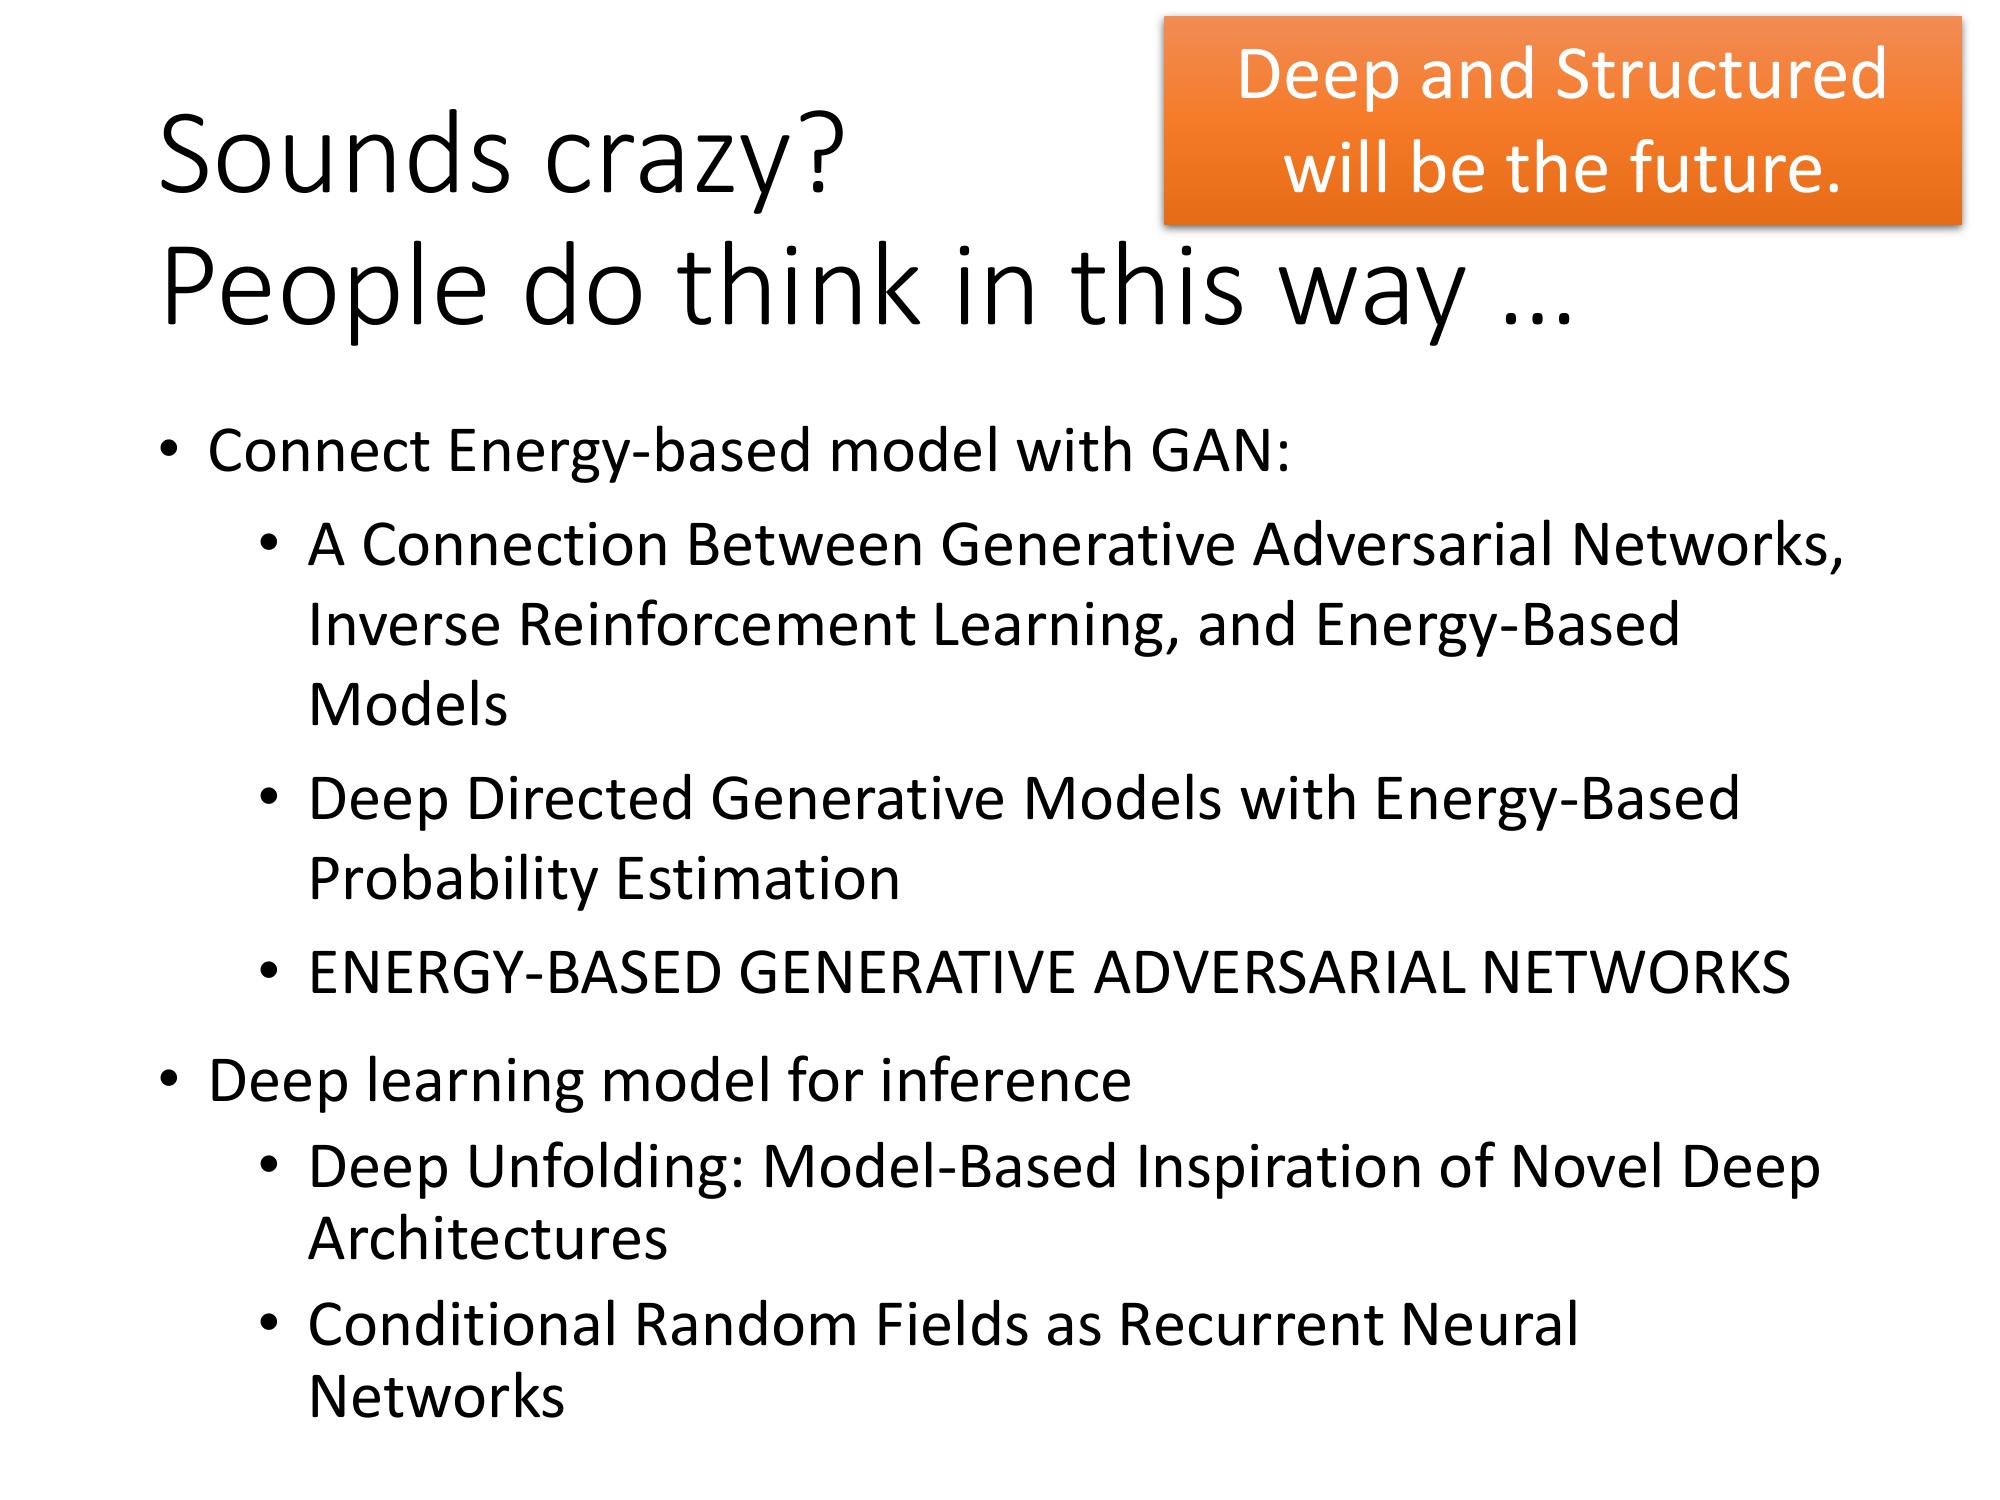 Deep and Structured
will be the future.
Sounds crazy?
People do think in this way ...
• Connect Energy-based model with GAN:
• A Connection Between Generative Adversarial Networks,
Inverse Reinforcement Learning, and Energy-Based
Models
• Deep Directed Generative Models with Energy-Based
Probability Estimation
• ENERGY-BASED GENERATIVE ADVERSARIAL NETWORKS
• Deep learning model for inference
• Deep Unfolding: Model-Based Inspiration of Novel Deep
Architectures
• Conditional Random Fields as Recurrent Neural
Networks